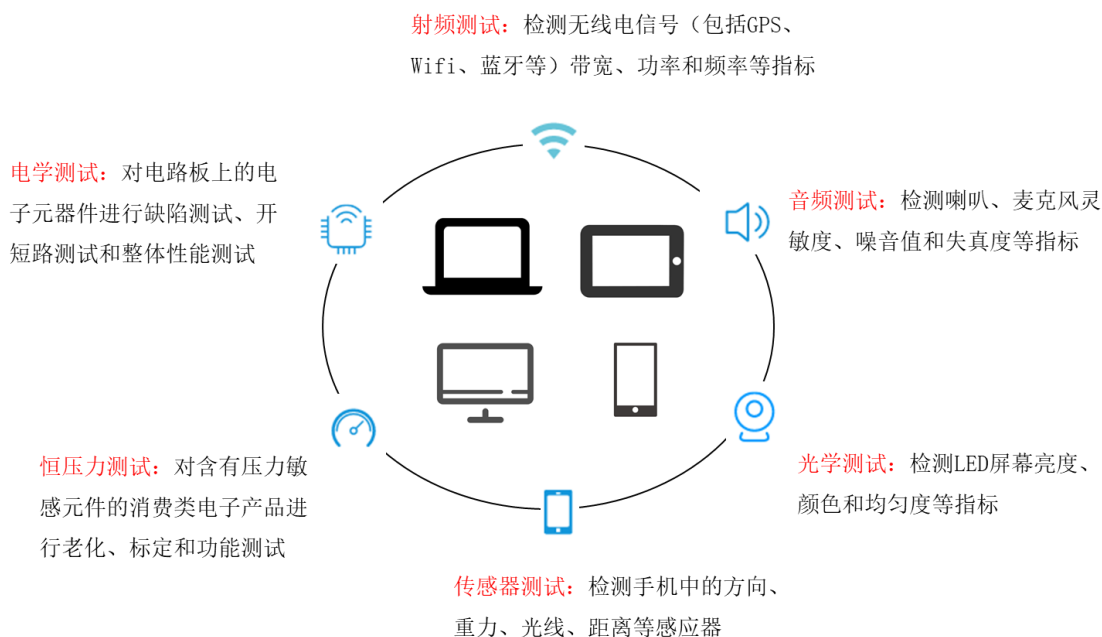 射频测试：检测无线电信号（包括GPS、
Wifi、蓝牙等）带宽、功率和频率等指标
电学测试：对电路板上的电
子元器件进行缺陷测试、开
短路测试和整体性能测试
音频测试：检测喇叭、麦克风灵
敏度、噪音值和失真度等指标
恒压力测试：对含有压力敏
感元件的消费类电子产品进
行老化、标定和功能测试
光学测试：检测LED屏幕亮度、
颜色和均匀度等指标
传感器测试：检测手机中的方向、
重力、光线、距离等感应器